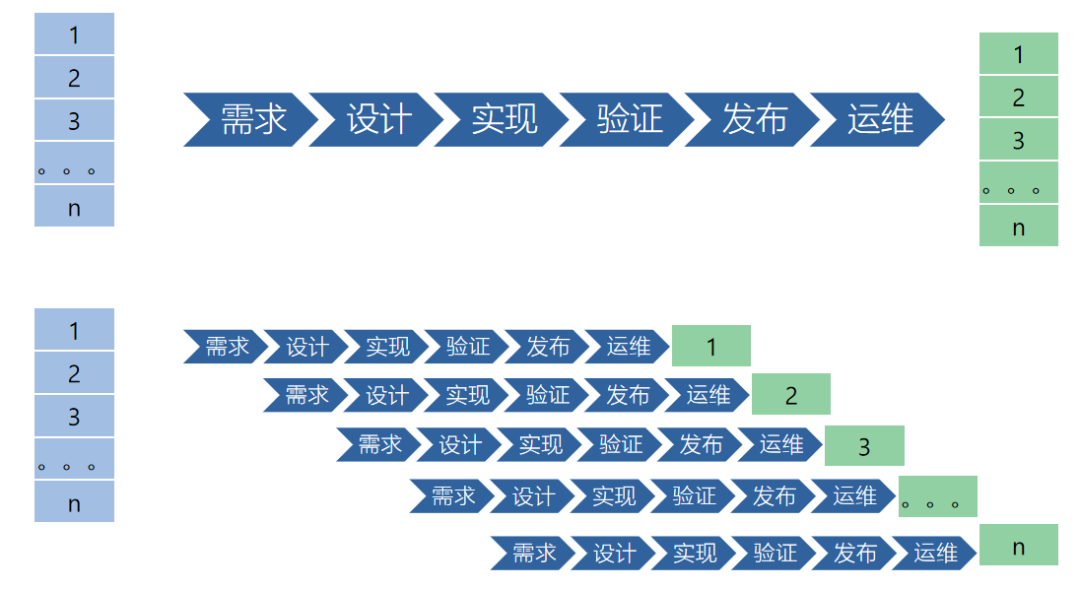 1
2
3
。。。
n
需求 设计 实现 验证 发布 运维
1
2
3
。。。
n
1
2
3
。。。
n
需求 设计 实现 验证 发布 运维 1
需求 设计 实现 验证 发布 运维 2
需求 设计 实现 验证 发布 运维 3
需求 设计 实现 验证 发布 运维 。。。
需求 设计 实现 验证 发布 运维 n